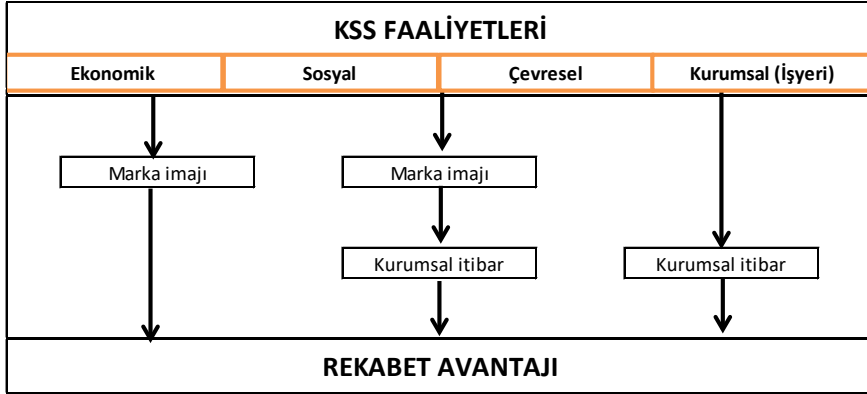 KSS FAALİYETLERİ
Ekonomik Sosyal Çevresel Kurumsal (İşyeri)
Marka imajı Marka imajı
Kurumsal itibar Kurumsal itibar
REKABET AVANTAJI